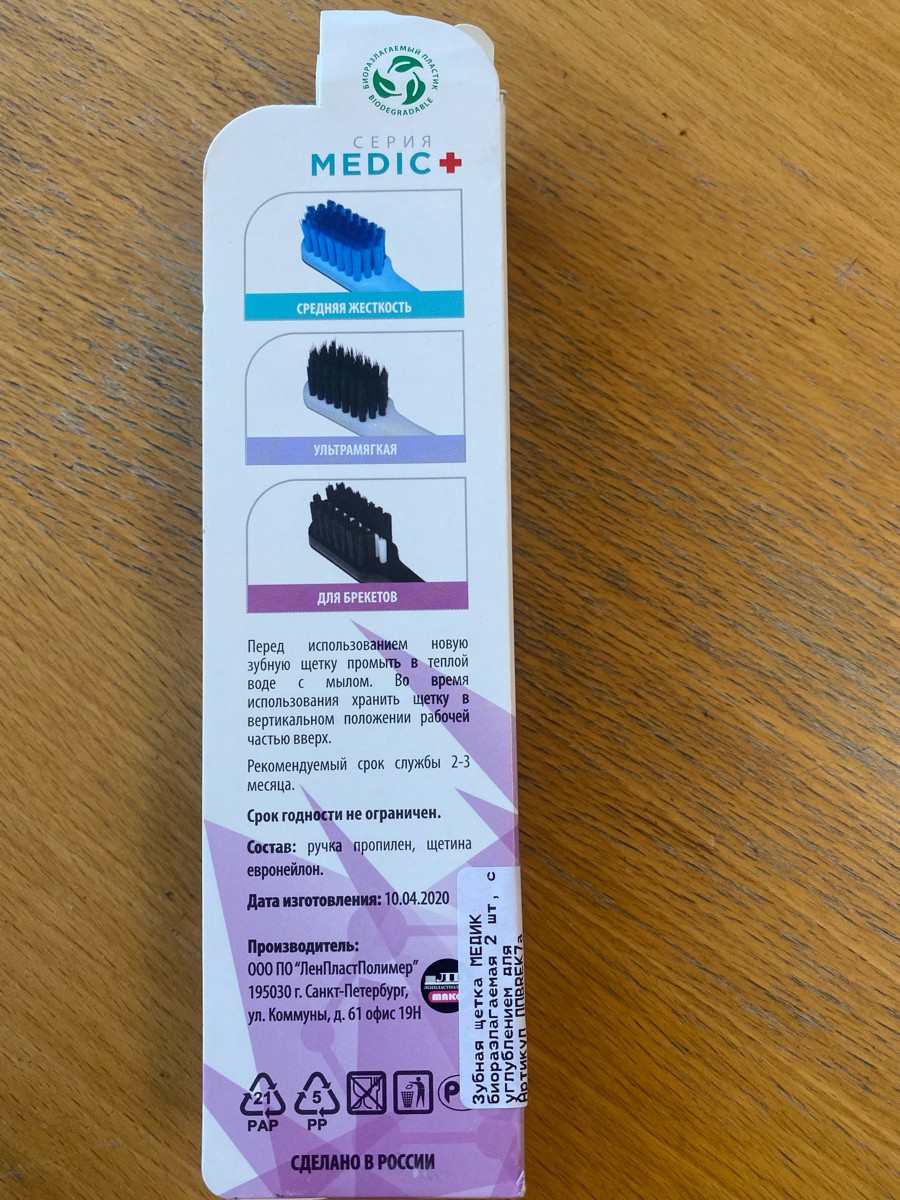 БИОРАЗЛАГАЕМЫЙ ПЛАСТИК
BIODEGRADABLE
СЕРИЯ
MEDIC+
СРЕДНЯЯ ЖЕСТКОСТЬ
УЛЬТРАМЯГКАЯ
ДЛЯ БРЕКЕТОВ
Перед использованием новую
зубную щетку промыть в теплой
воде с мылом. Во время
использования хранить щетку в
вертикальном положении рабочей
частью вверх.
Рекомендуемый срок службы 2-3
месяца.
Срок годности не ограничен.
Состав: ручка пропилен, щетина
евронейлон.
Дата изготовления: 10.04.2020
Производитель:
ООО ПО “ЛенПластПолимер”
195030 г. Санкт-Петербург,
ул. Коммуны, д. 61 офис 19Н
21
PAP
5
PP
СДЕЛАНО В РОССИИ
Зубная щетка МЕДИК
биоразлагаемая 2 шт, с
углублением для
Артикул